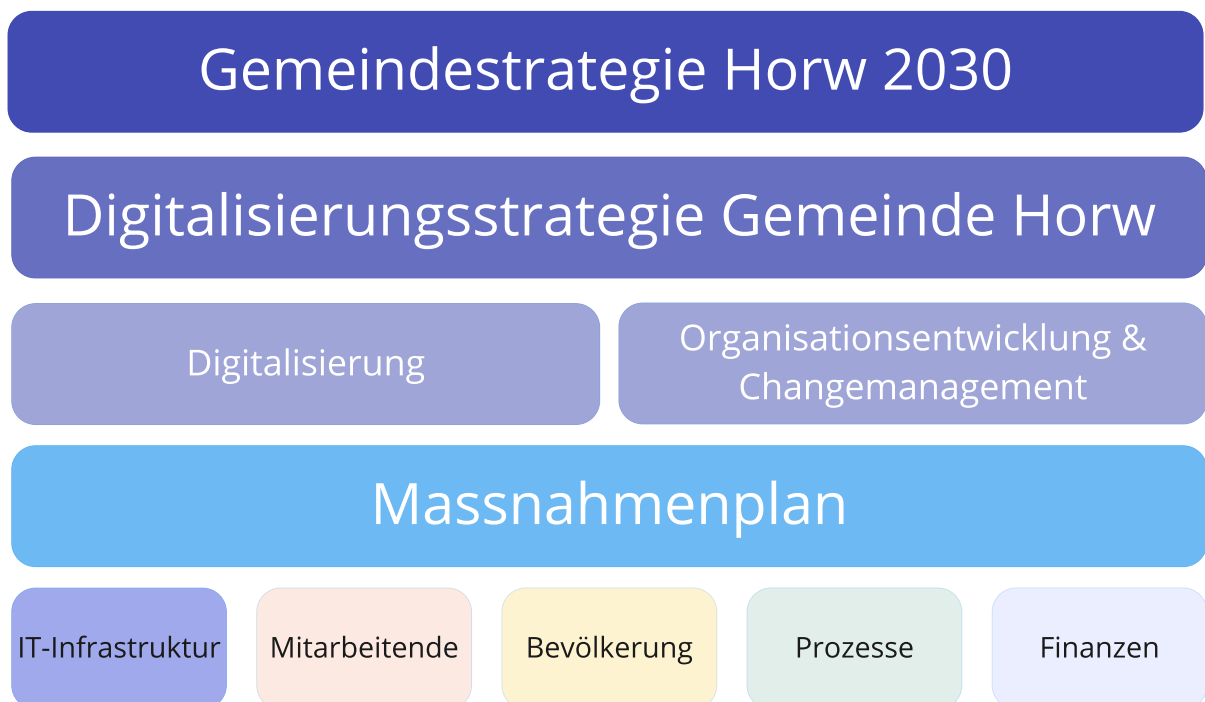 Gemeindestrategie Horw 2030
Digitalisierungsstrategie Gemeinde Horw
Digitalisierung
Organisationsentwicklung &
Changemanagement
Massnahmenplan
IT-Infrastruktur
Mitarbeitende
Bevölkerung
Prozesse
Finanzen